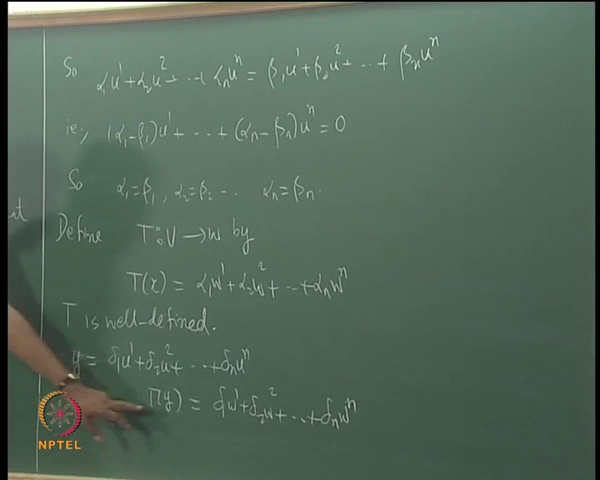 So α₁u¹+α₂u²+ ⋯ + αₙuⁿ = β₁u¹+β₂u²+ ⋯ + βₙuⁿ
ie., (α₁-β₁)u¹+ ⋯ + (αₙ-βₙ)uⁿ = 0
So α₁=β₁, α₂=β₂ ⋯ αₙ=βₙ.
at
Define T: V → W by
T(x) = α₁w¹+α₂w²+ ⋯ +αₙwⁿ
T is well-defined.
y = δ₁u¹+δ₂u²+ ⋯ +δₙuⁿ
T(y) = δ₁w¹+δ₂w²+ ⋯ +δₙwⁿ
NPTEL